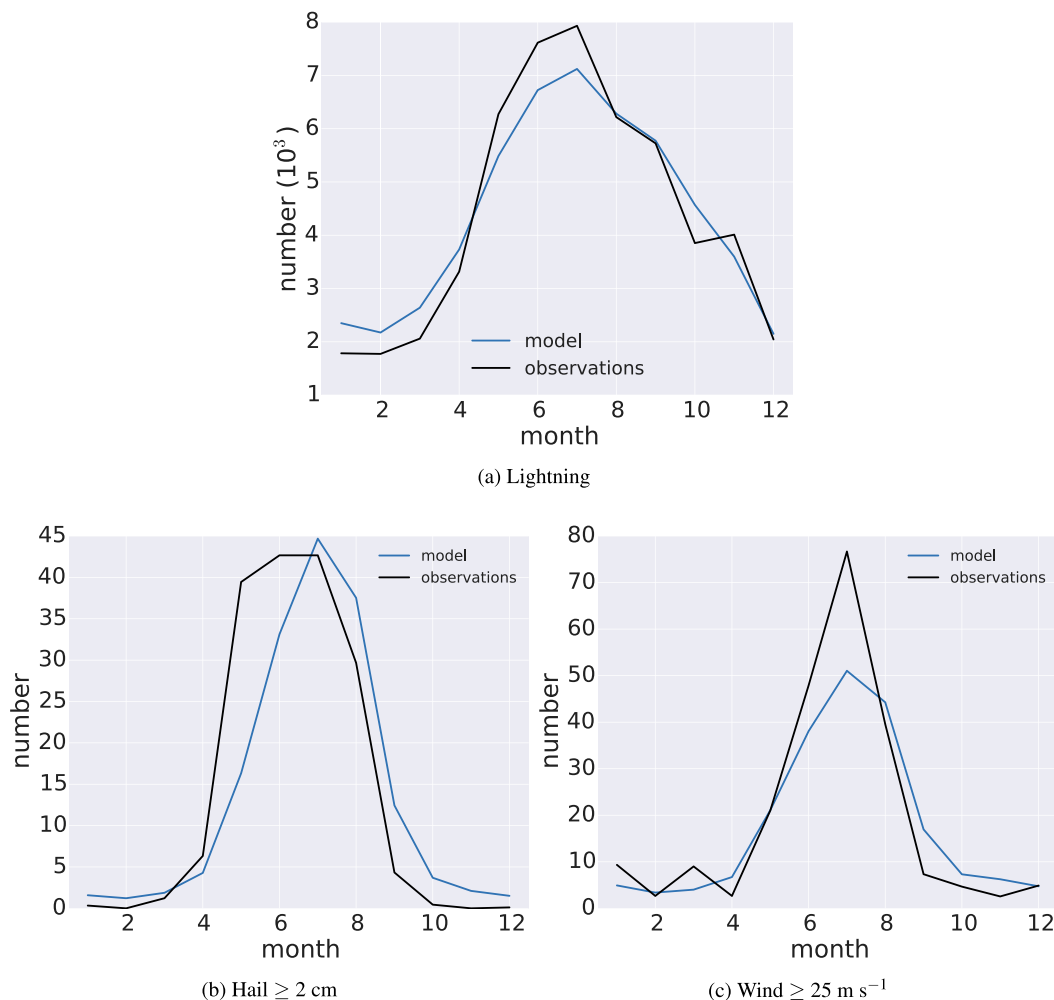 8
7
6
5
4
3
2
1
number (10³)
model
observations
2 4 6 8 10 12
month
(a) Lightning
45
40
35
30
25
20
15
10
5
0
number
model
observations
2 4 6 8 10 12
month
(b) Hail ≥ 2 cm
80
70
60
50
40
30
20
10
0
number
model
observations
2 4 6 8 10 12
month
(c) Wind ≥ 25 m s⁻¹